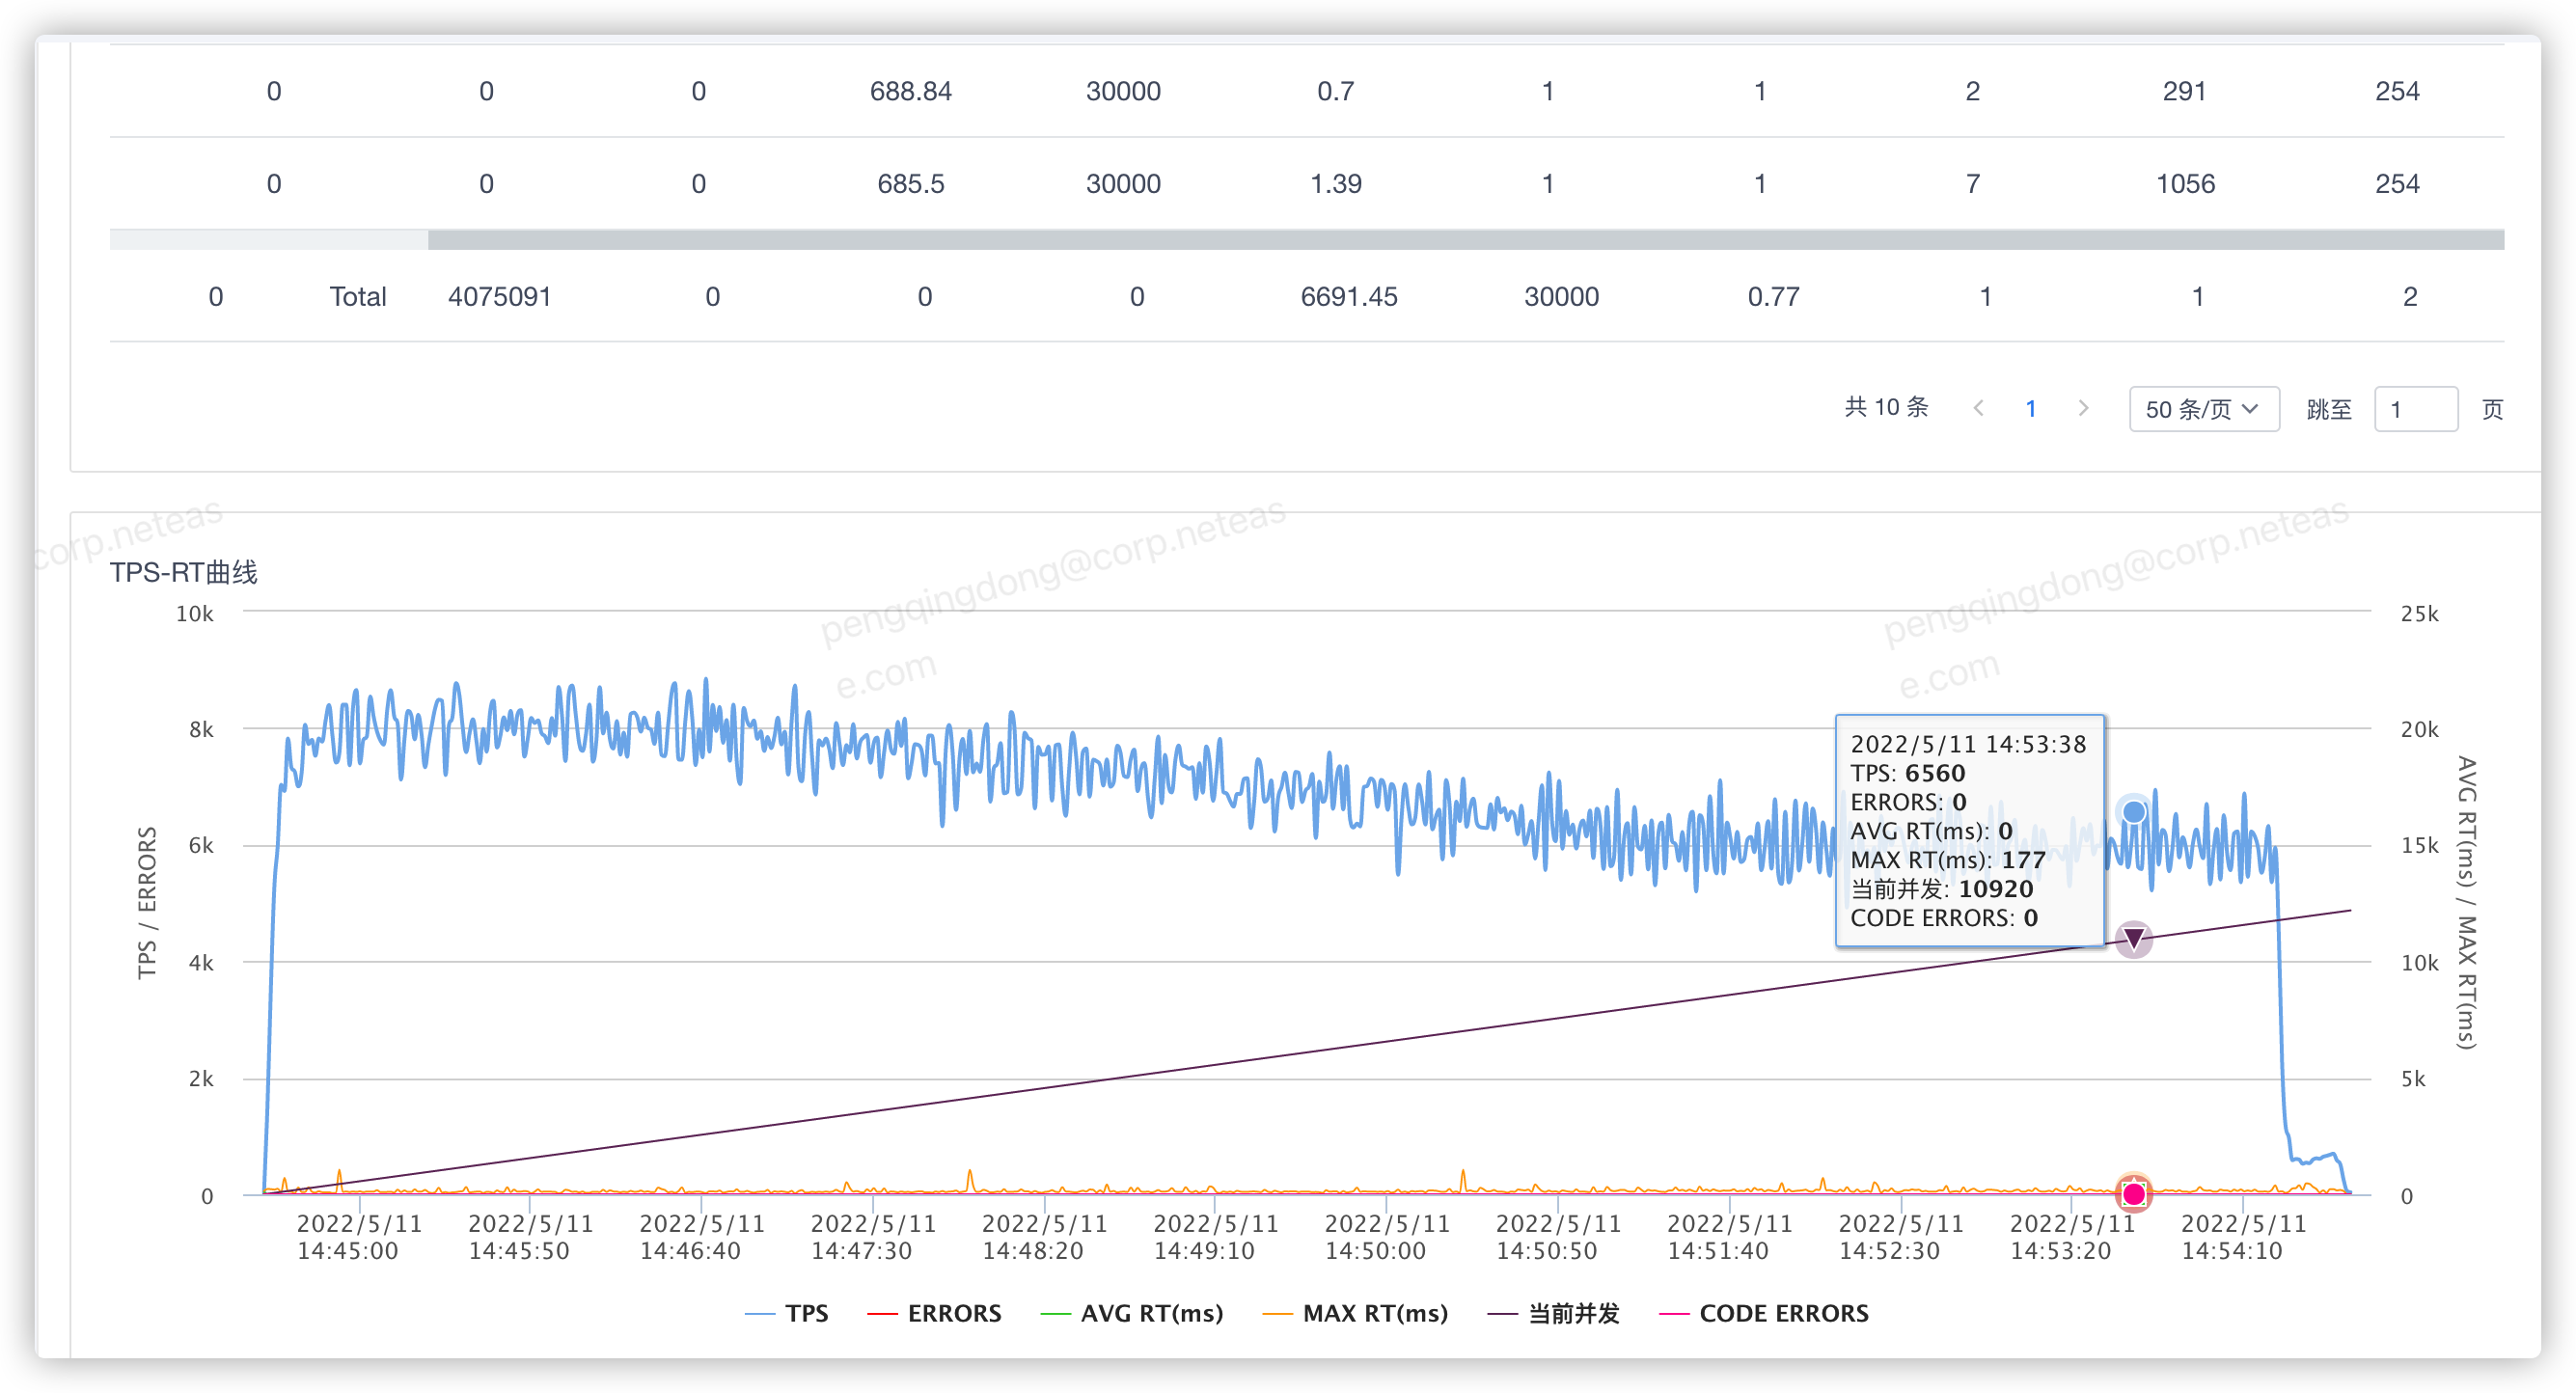 0 0 0 688.84 30000 0.7 1 1 2 291 254
0 0 0 685.5 30000 1.39 1 1 7 1056 254
0 Total 4075091 0 0 0 6691.45 30000 0.77 1 1 2
共 10 条 1 50 条/页 跳至 1 页
corp.neteas
pengqingdong@corp.neteas
e.com
pengqingdong@corp.neteas
e.com
TPS-RT曲线
10k
8k
6k
4k
2k
0
TPS / ERRORS
25k
20k
15k
10k
5k
0
AVG RT(ms) / MAX RT(ms)
2022/5/11 14:53:38
TPS: 6560
ERRORS: 0
AVG RT(ms): 0
MAX RT(ms): 177
当前并发: 10920
CODE ERRORS: 0
2022/5/11 2022/5/11 2022/5/11 2022/5/11 2022/5/11 2022/5/11 2022/5/11 2022/5/11 2022/5/11 2022/5/11 2022/5/11 2022/5/11
14:45:00 14:45:50 14:46:40 14:47:30 14:48:20 14:49:10 14:50:00 14:50:50 14:51:40 14:52:30 14:53:20 14:54:10
TPS ERRORS AVG RT(ms) MAX RT(ms) 当前并发 CODE ERRORS